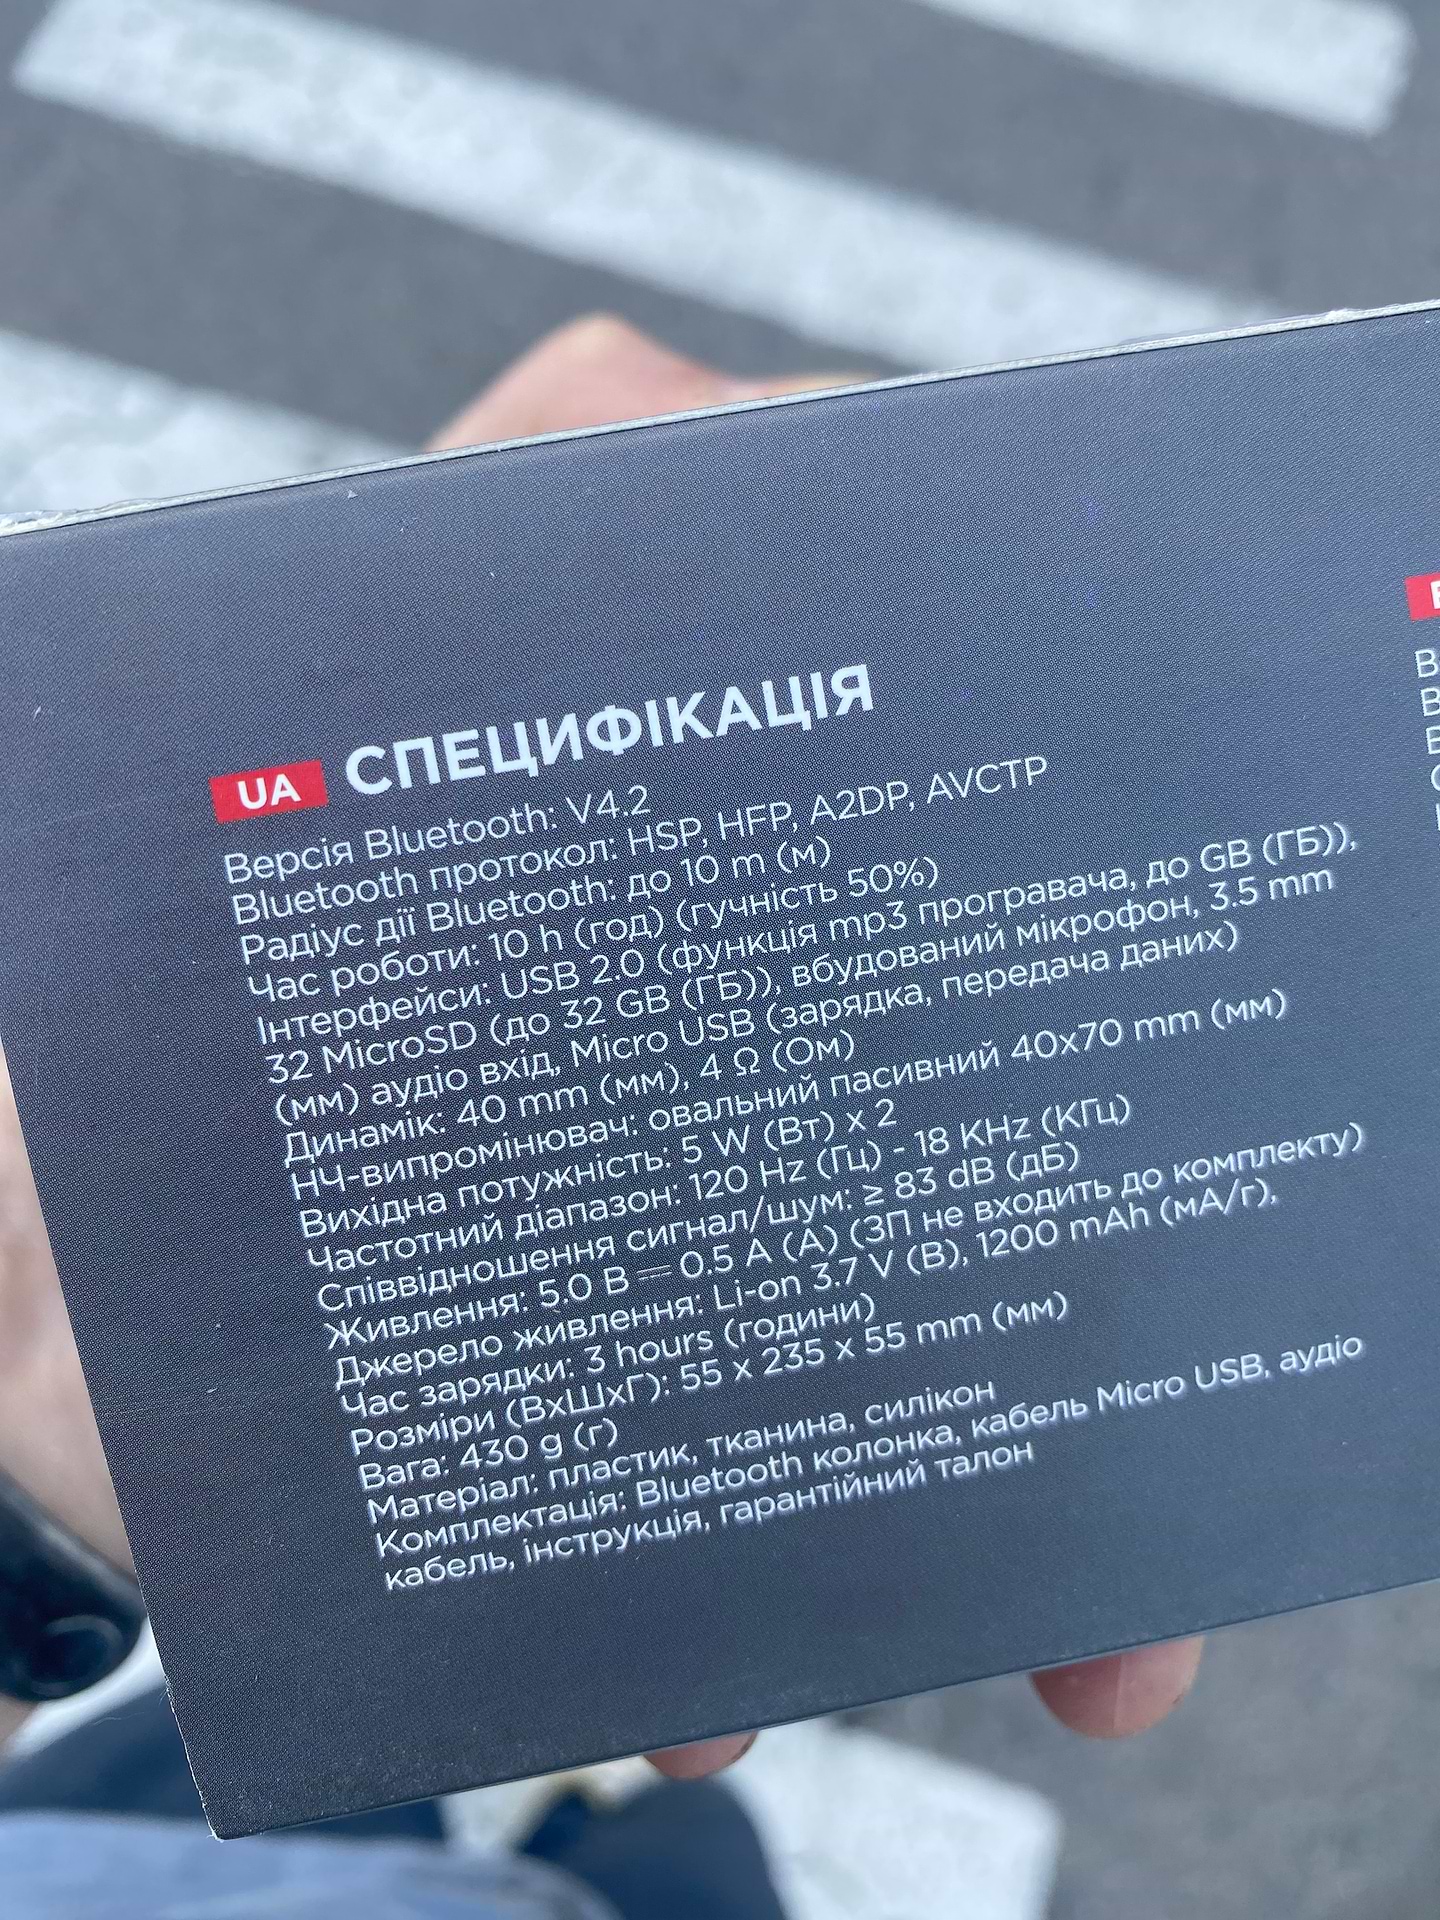 UA СПЕЦИФІКАЦІЯ
Версія Bluetooth: V4.2
Bluetooth протокол: HSP, HFP, A2DP, AVCTP
Радіус дії Bluetooth: до 10 m (м)
Час роботи: 10 h (год) (гучність 50%)
Інтерфейси: USB 2.0 (функція mp3 програвача, до GB (ГБ)),
32 MicroSD (до 32 GB (ГБ)), вбудований мікрофон, 3.5 mm
(мм) аудіо вхід, Micro USB (зарядка, передача даних)
Динамік: 40 mm (мм), 4 Ω (Ом)
НЧ-випромінювач: овальний пасивний 40x70 mm (мм)
Вихідна потужність: 5 W (Вт) x 2
Частотний діапазон: 120 Hz (Гц) - 18 KHz (КГц)
Співвідношення сигнал/шум: ≥ 83 dB (дБ)
Живлення: 5.0 В ⎓ 0.5 A (А) (ЗП не входить до комплекту)
Джерело живлення: Li-on 3.7 V (В), 1200 mAh (мА/г),
Час зарядки: 3 hours (години)
Розміри (ВхШхГ): 55 x 235 x 55 mm (мм)
Вага: 430 g (г)
Матеріал: пластик, тканина, силікон
Комплектація: Bluetooth колонка, кабель Micro USB, аудіо
кабель, інструкція, гарантійний талон